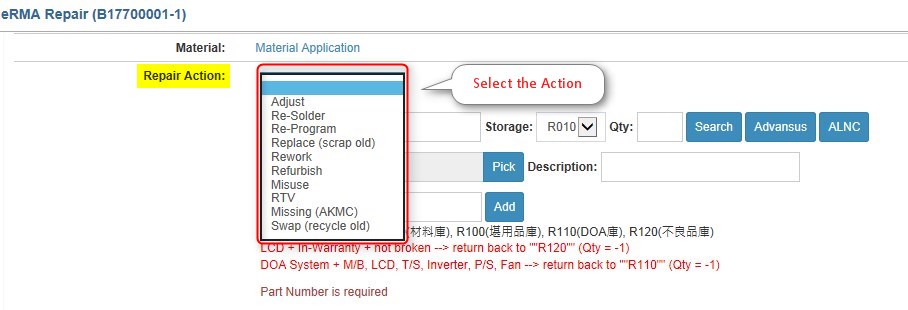 eRMA Repair (B17700001-1)
Material: Material Application
Repair Action:
Select the Action
Adjust
Re-Solder
Re-Program
Replace (scrap old)
Rework
Refurbish
Misuse
RTV
Missing (AKMC)
Swap (recycle old)
Storage: R010 Qty: Search Advansus ALNC
Pick Description:
Add
(材料庫), R100(堪用品庫), R110(DOA庫), R120(不良品庫)
LCD + In-Warranty + not broken --> return back to ""R120"" (Qty = -1)
DOA System + M/B, LCD, T/S, Inverter, P/S, Fan --> return back to ""R110"" (Qty = -1)
Part Number is required